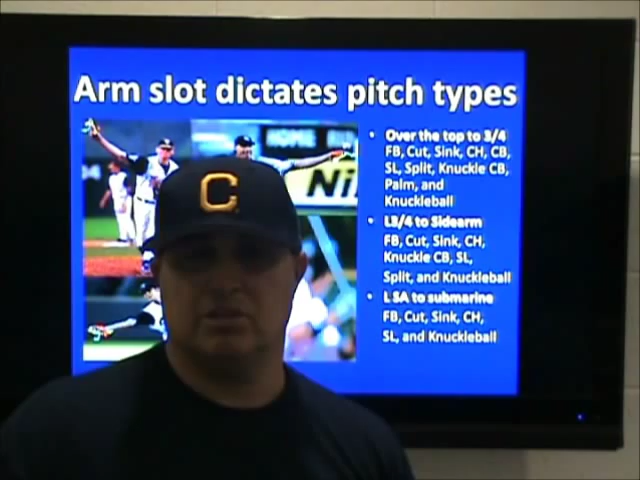 Arm slot dictates pitch types
HOME
Ni
• Over the top to 3/4
FB, Cut, Sink, CH, CB,
SL, Split, Knuckle CB,
Palm, and
Knuckleball
• L3/4 to Sidearm
FB, Cut, Sink, CH,
Knuckle CB, SL,
Split, and Knuckleball
• L SA to submarine
FB, Cut, Sink, CH,
SL, and Knuckleball
C